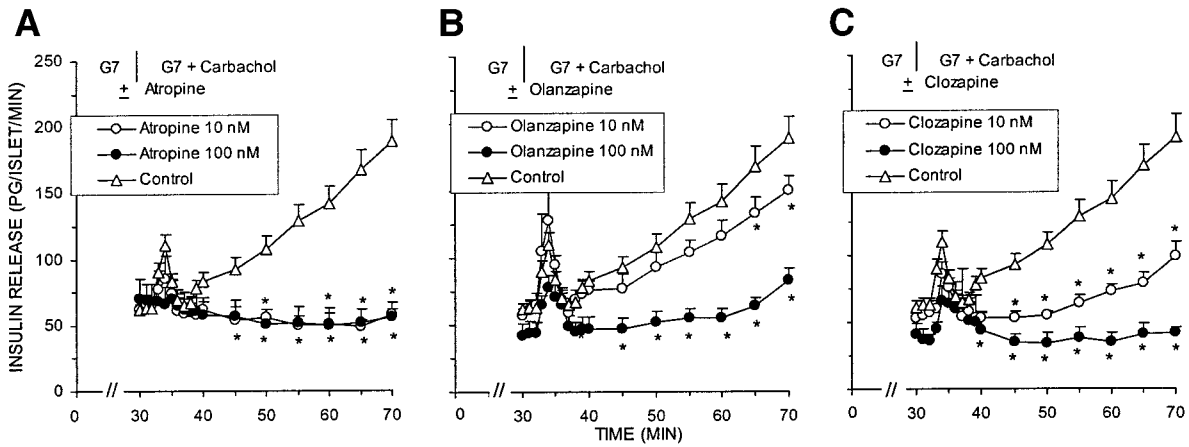 A
B
C
G7
G7 + Carbachol
± Atropine
G7
G7 + Carbachol
± Olanzapine
G7
G7 + Carbachol
± Clozapine
Atropine 10 nM
Atropine 100 nM
Control
Olanzapine 10 nM
Olanzapine 100 nM
Control
Clozapine 10 nM
Clozapine 100 nM
Control
INSULIN RELEASE (PG/ISLET/MIN)
250
200
150
100
50
0
0 // 30 40 50 60 70
0 // 30 40 50 60 70
0 // 30 40 50 60 70
TIME (MIN)